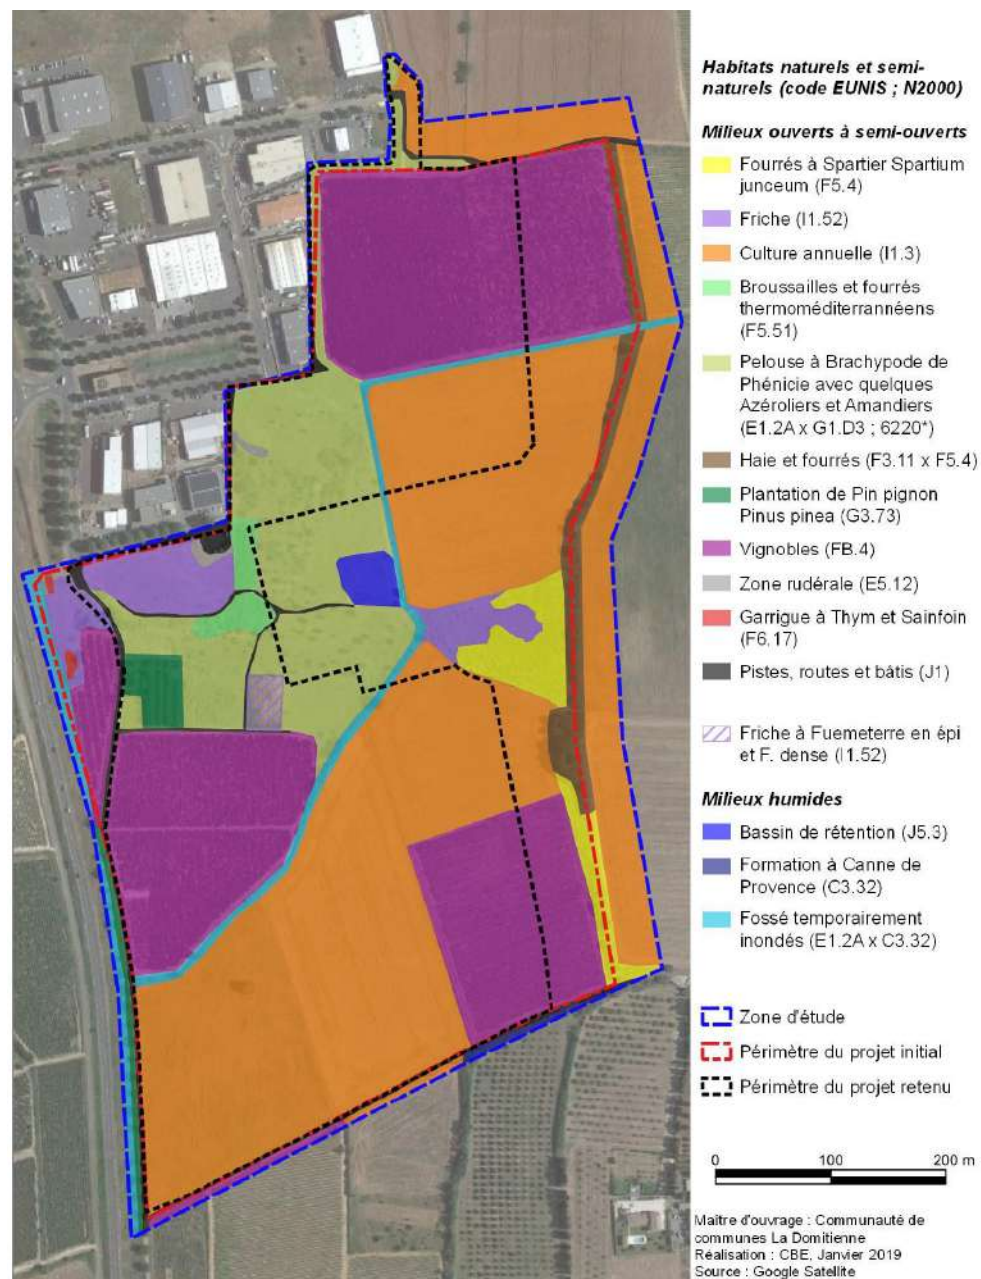 Habitats naturels et semi-
naturels (code EUNIS ; N2000)
Milieux ouverts à semi-ouverts
Fourrés à Spartier Spartium
junceum (F5.4)
Friche (I1.52)
Culture annuelle (I1.3)
Broussailles et fourrés
thermoméditerrannéens
(F5.51)
Pelouse à Brachypode de
Phénicie avec quelques
Azéroliers et Amandiers
(E1.2A x G1.D3 ; 6220*)
Haie et fourrés (F3.11 x F5.4)
Plantation de Pin pignon
Pinus pinea (G3.73)
Vignobles (FB.4)
Zone rudérale (E5.12)
Garrigue à Thym et Sainfoin
(F6.17)
Pistes, routes et bâtis (J1)
Friche à Fuemeterre en épi
et F. dense (I1.52)
Milieux humides
Bassin de rétention (J5.3)
Formation à Canne de
Provence (C3.32)
Fossé temporairement
inondés (E1.2A x C3.32)
Zone d'étude
Périmètre du projet initial
Périmètre du projet retenu
0 100 200 m
Maître d'ouvrage : Communauté de
communes La Domitienne
Réalisation : CBE, Janvier 2019
Source : Google Satellite